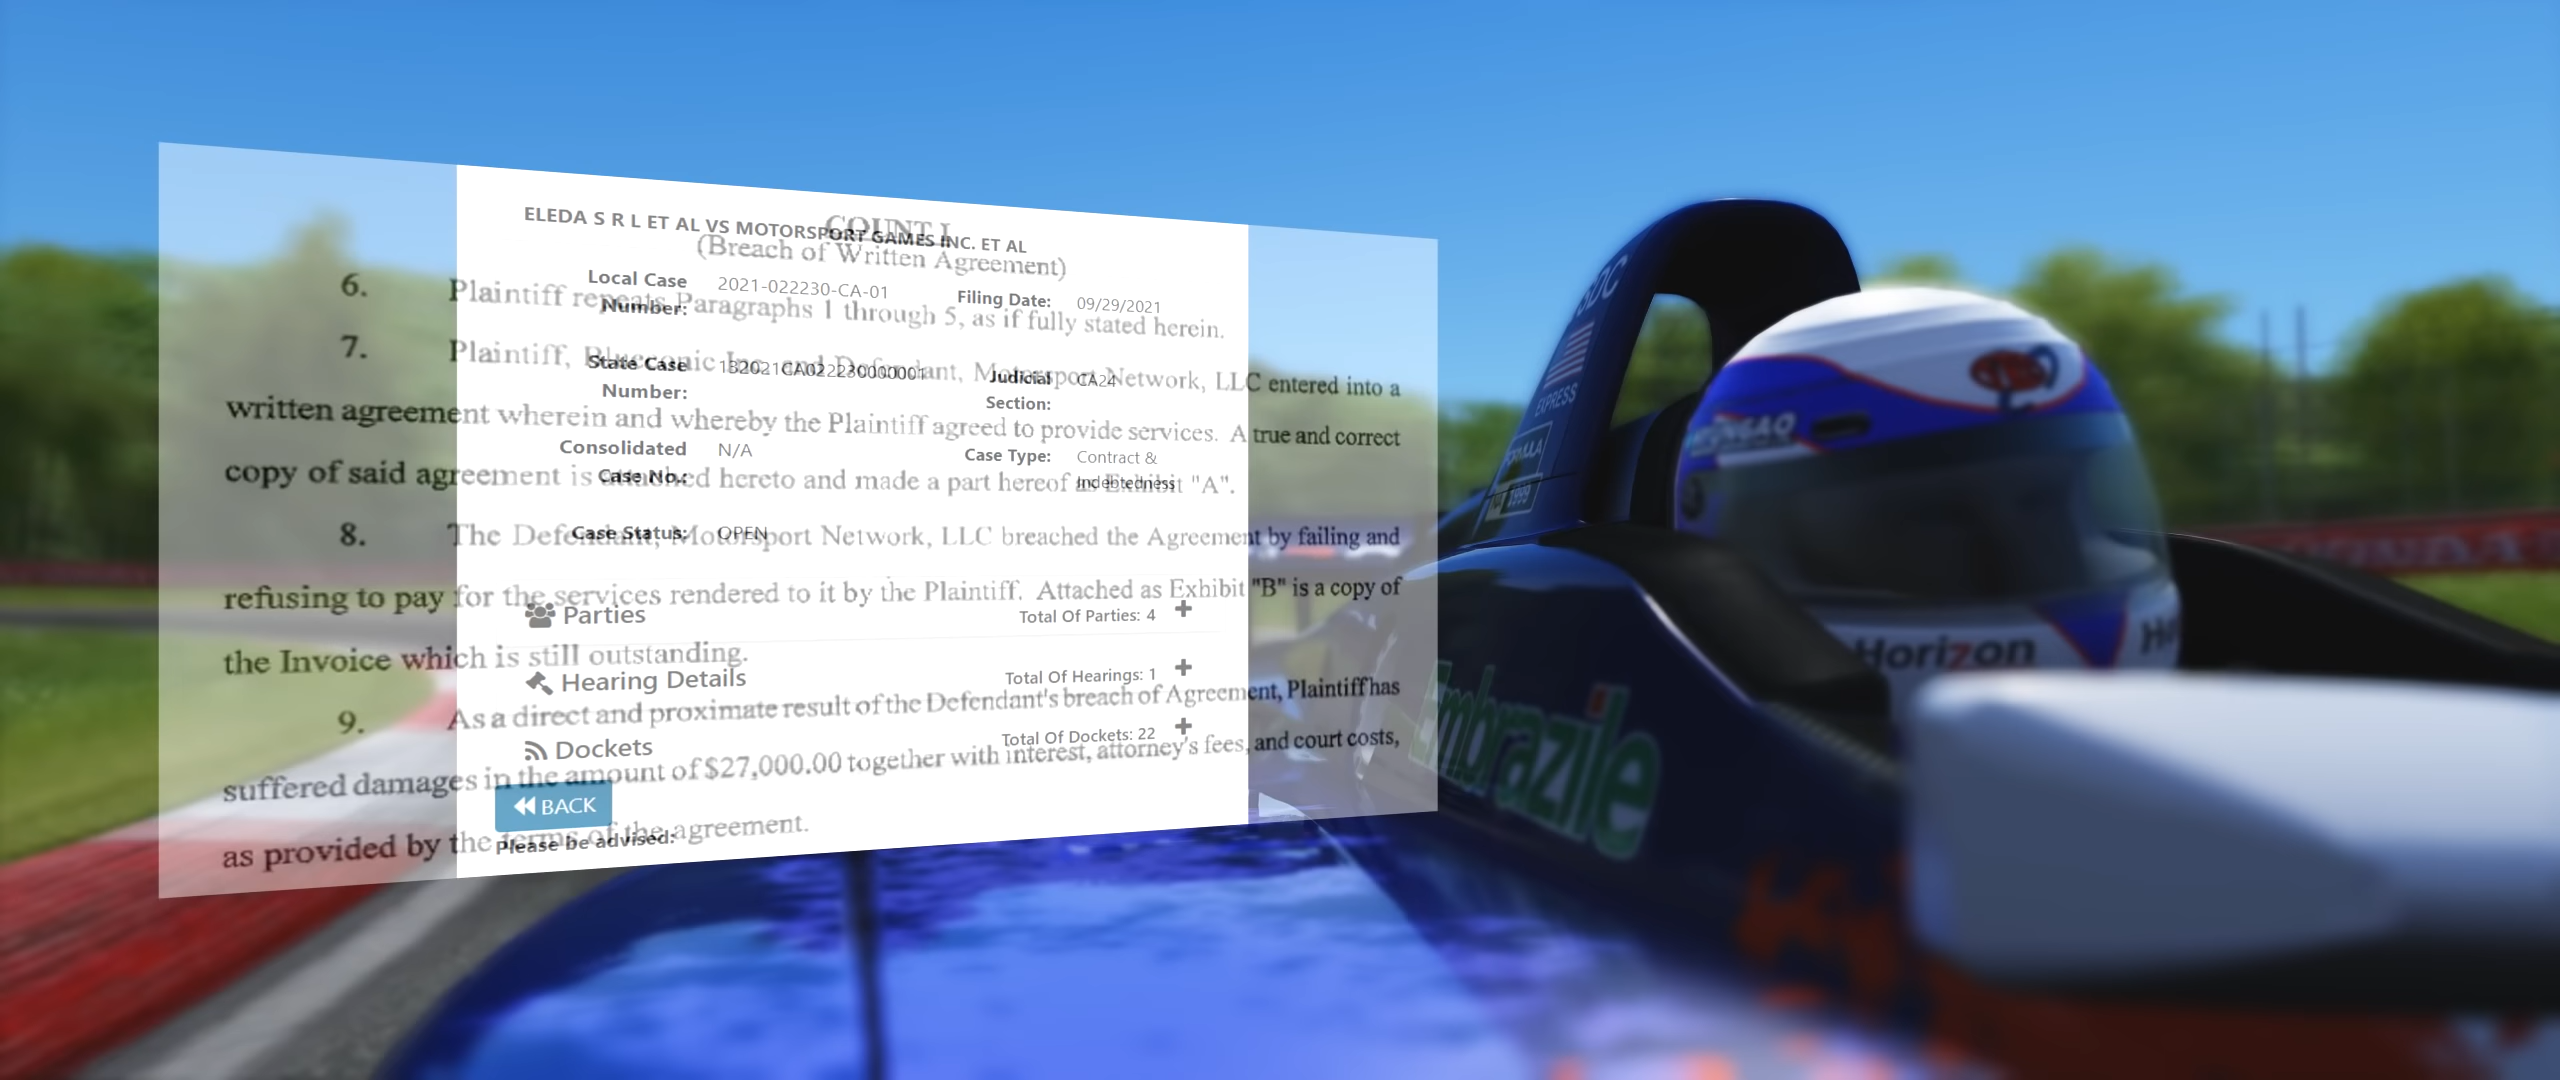 ELEDA S R L ET AL VS MOTORSPORT GAMES INC. ET AL
Local Case Number: 2021-022230-CA-01
Filing Date: 09/29/2021
State Case Number: 132021CA022230000001
Judicial Section: CA24
Consolidated Case No.: N/A
Case Type: Contract & Indebtedness
Case Status: OPEN
Parties
Total Of Parties: 4
Hearing Details
Total Of Hearings: 1
Dockets
Total Of Dockets: 22
BACK
Please be advised:
COUNT I
(Breach of Written Agreement)
6. Plaintiff repeats Paragraphs 1 through 5, as if fully stated herein.
7. Plaintiff, Inc. and Defendant, Motorsport Network, LLC entered into a
written agreement wherein and whereby the Plaintiff agreed to provide services. A true and correct
copy of said agreement is attached hereto and made a part hereof as Exhibit "A".
8. The Defendant, Motorsport Network, LLC breached the Agreement by failing and
refusing to pay for the services rendered to it by the Plaintiff. Attached as Exhibit "B" is a copy of
the Invoice which is still outstanding.
9. As a direct and proximate result of the Defendant's breach of Agreement, Plaintiff has
suffered damages in the amount of $27,000.00 together with interest, attorney's fees, and court costs,
as provided by the terms of the agreement.
EXPRESS
FORMULA
1999
Horizon
Embrazile